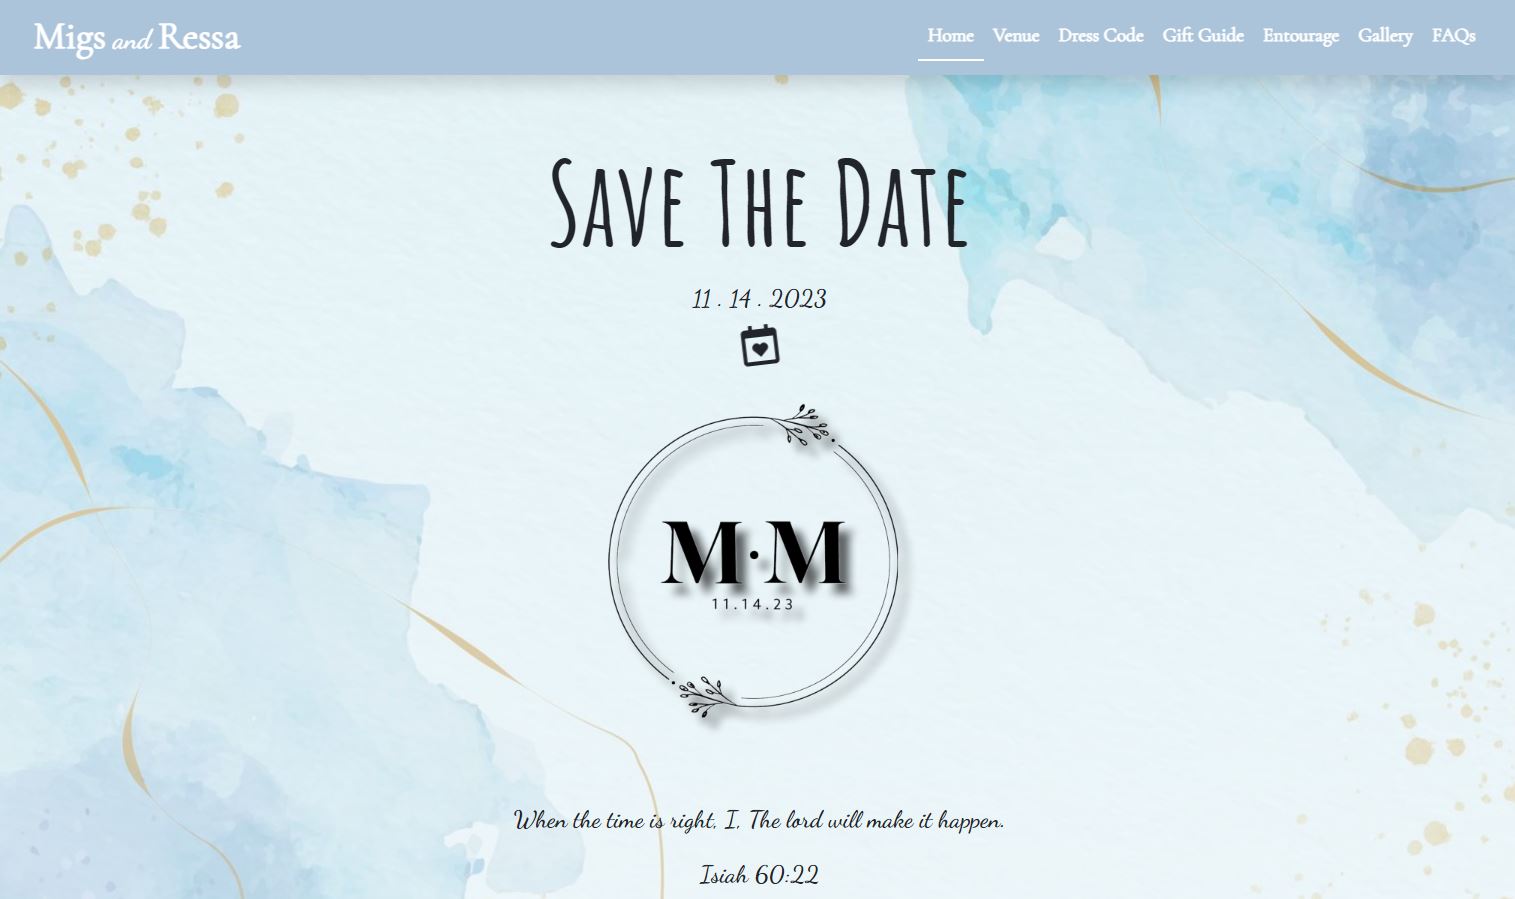 Migs and Ressa
Home Venue Dress Code Gift Guide Entourage Gallery FAQs
Save The Date
11 . 14 . 2023
M·M
11.14.23
When the time is right, I, The lord will make it happen.
Isiah 60:22